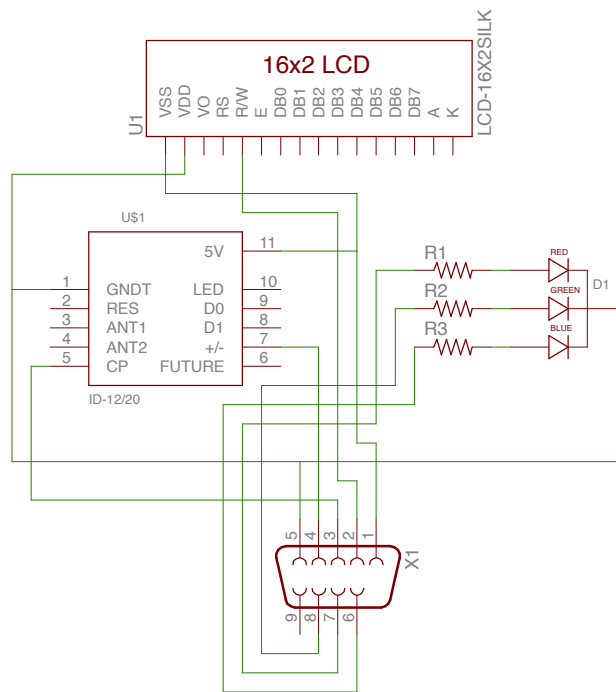 16x2 LCD
LCD-16X2SILK
U1
VSS
VDD
VO
RS
R/W
E
DB0
DB1
DB2
DB3
DB4
DB5
DB6
DB7
A
K
U$1
5V 11
1 GNDT LED 10
2 RES D0 9
3 ANT1 D1 8
4 ANT2 +/- 7
5 CP FUTURE 6
ID-12/20
R1 RED
D1
R2 GREEN
R3 BLUE
5 4 3 2 1
X1
9 8 7 6